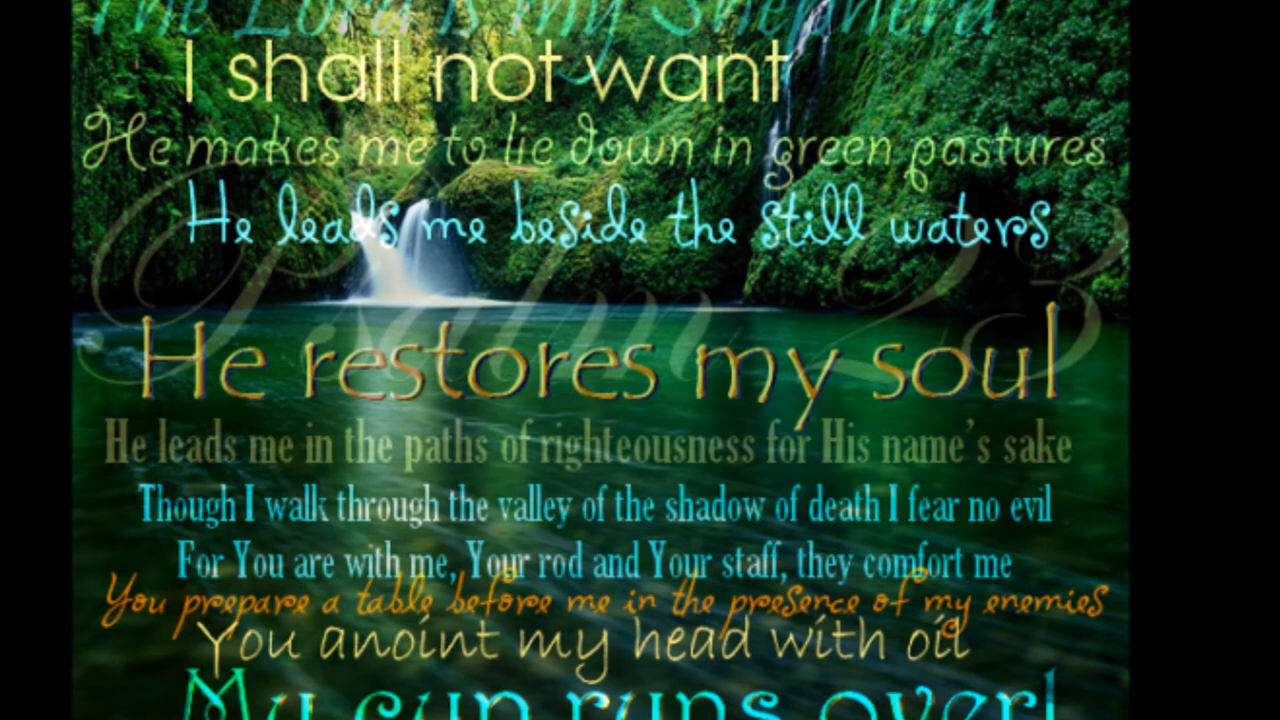 The Lord is my Shepherd
I shall not want
He makes me to lie down in green pastures
He leads me beside the still waters
Psalm 23
He restores my soul
He leads me in the paths of righteousness for His name's sake
Though I walk through the valley of the shadow of death I fear no evil
For You are with me, Your rod and Your staff, they comfort me
You prepare a table before me in the presence of my enemies
You anoint my head with oil
My cup runs over!